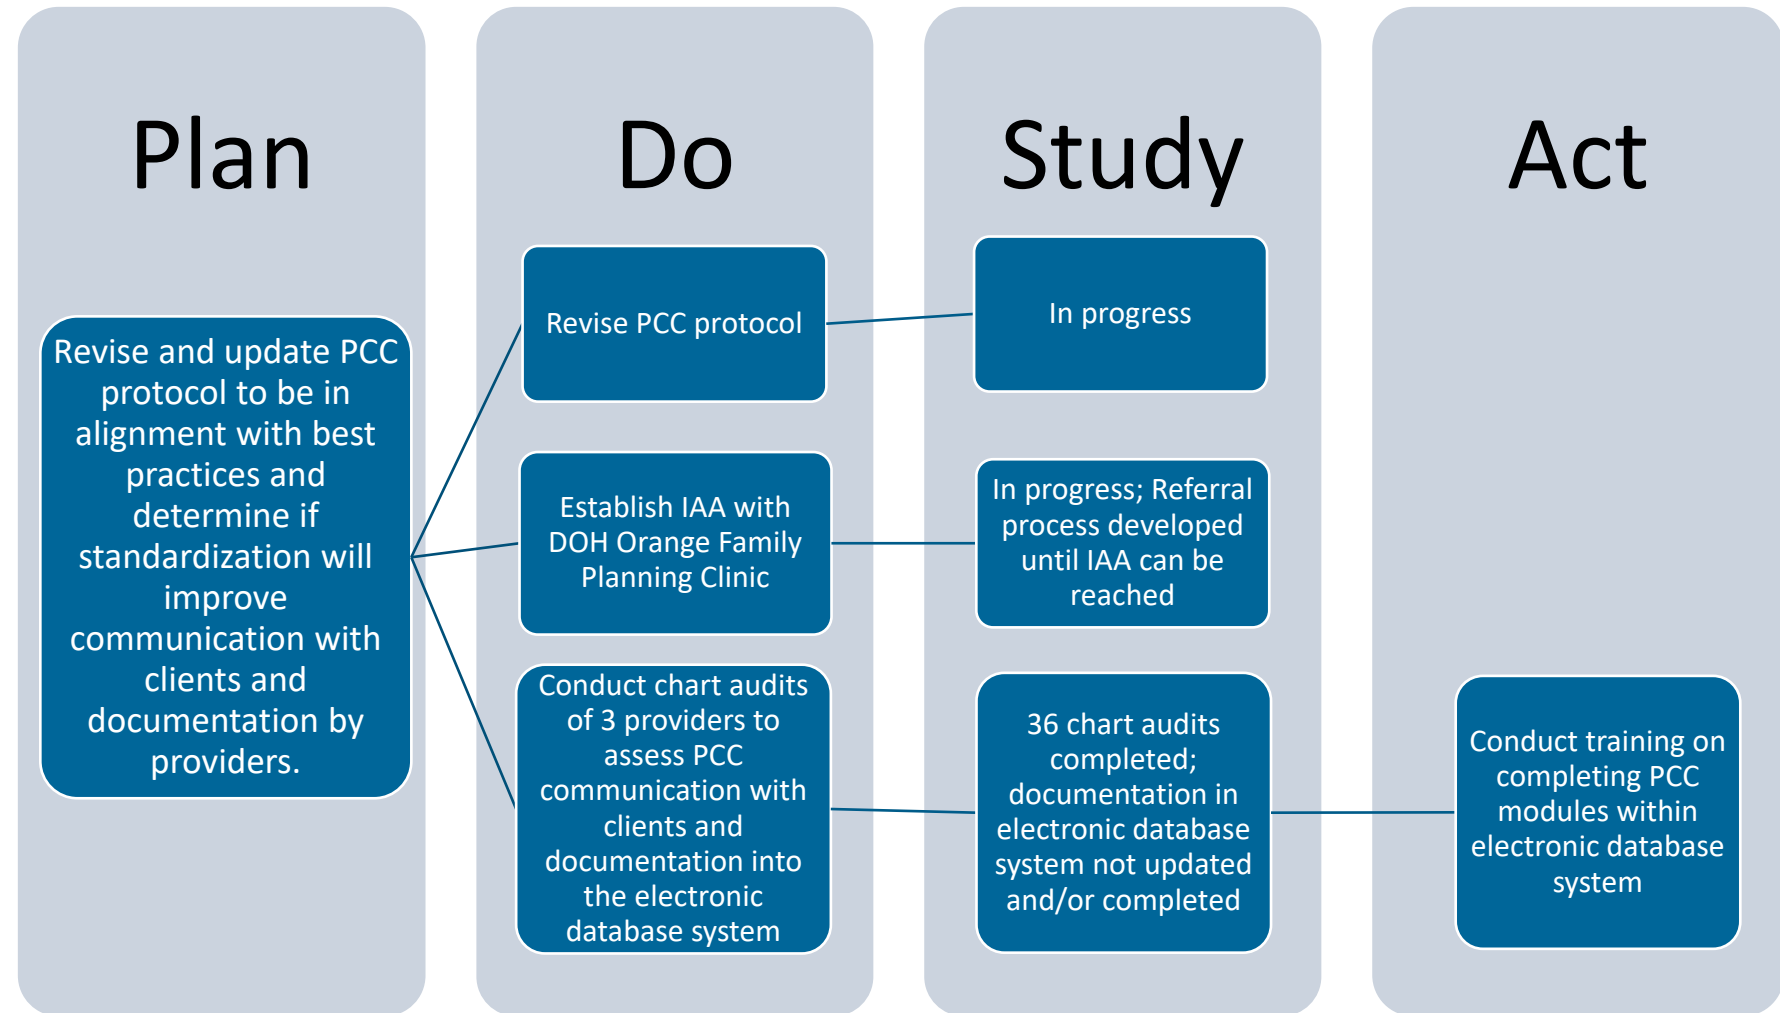 Plan
Do
Study
Act
Revise and update PCC
protocol to be in
alignment with best
practices and
determine if
standardization will
improve
communication with
clients and
documentation by
providers.
Revise PCC protocol
In progress
Establish IAA with
DOH Orange Family
Planning Clinic
In progress; Referral
process developed
until IAA can be
reached
Conduct chart audits
of 3 providers to
assess PCC
communication with
clients and
documentation into
the electronic
database system
36 chart audits
completed;
documentation in
electronic database
system not updated
and/or completed
Conduct training on
completing PCC
modules within
electronic database
system